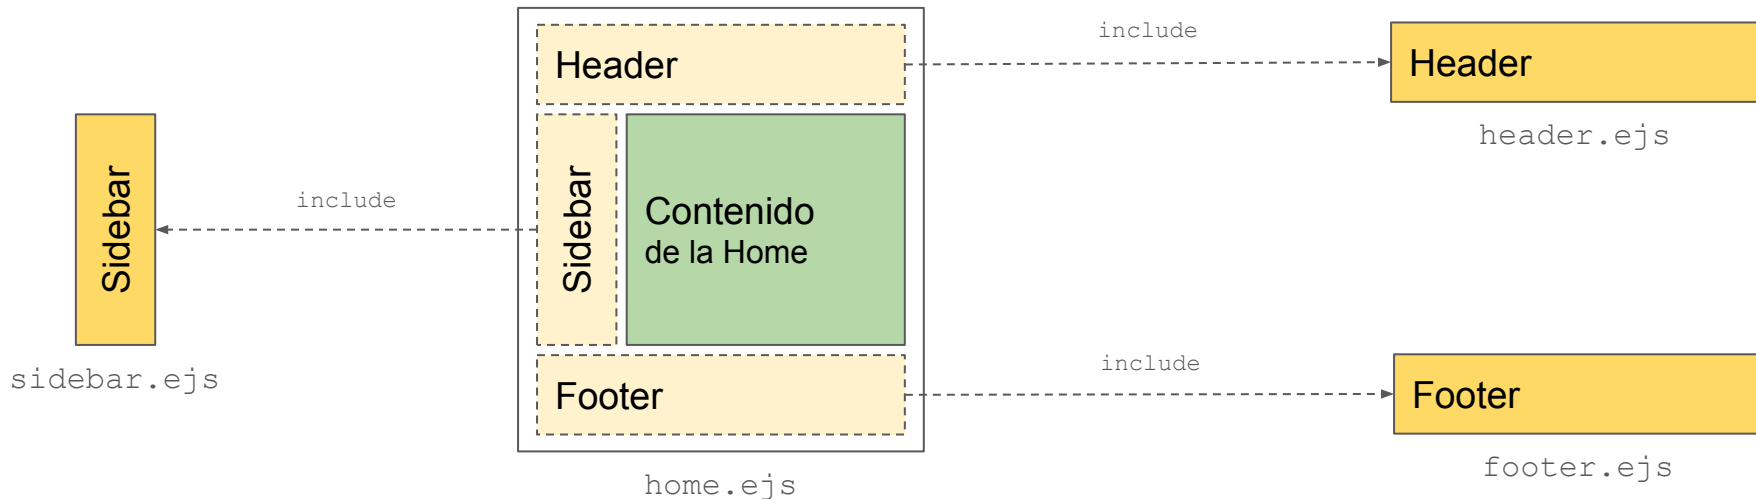 Header
include
Header
header.ejs
Sidebar
include
Sidebar
Contenido
de la Home
sidebar.ejs
Footer
include
Footer
footer.ejs
home.ejs